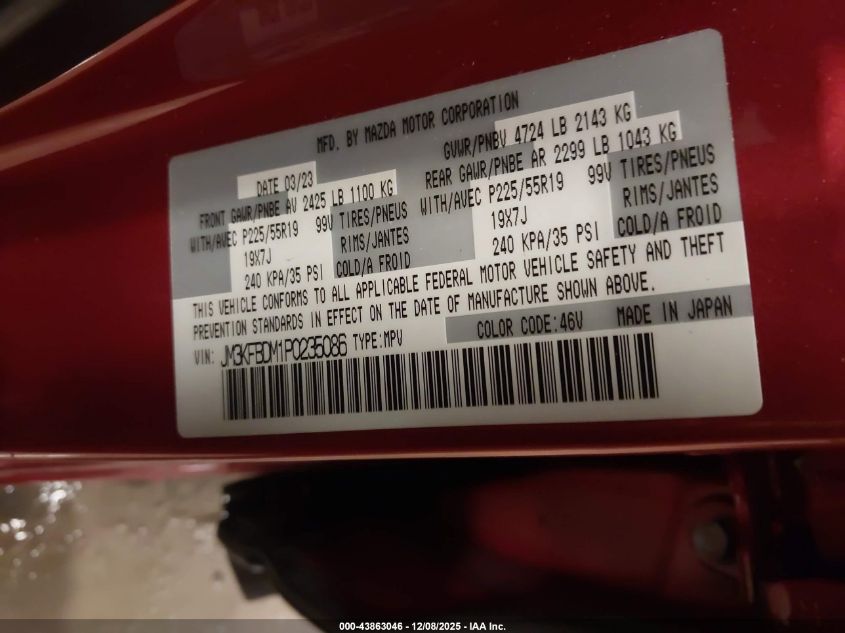 MFD. BY MAZDA MOTOR CORPORATION
DATE 03/23
GVWR/PNBV 4724 LB 2143 KG
FRONT GAWR/PNBE AV 2425 LB 1100 KG
REAR GAWR/PNBE AR 2299 LB 1043 KG
WITH/AVEC P225/55R19 99V TIRES/PNEUS
WITH/AVEC P225/55R19 99V TIRES/PNEUS
19X7J RIMS/JANTES
19X7J RIMS/JANTES
240 KPA/35 PSI COLD/A FROID
240 KPA/35 PSI COLD/A FROID
THIS VEHICLE CONFORMS TO ALL APPLICABLE FEDERAL MOTOR VEHICLE SAFETY AND THEFT
PREVENTION STANDARDS IN EFFECT ON THE DATE OF MANUFACTURE SHOWN ABOVE.
COLOR CODE:46V MADE IN JAPAN
VIN: JM3KFBDM1P0235086 TYPE:MPV
000-43863046 - 12/08/2025 - IAA Inc.